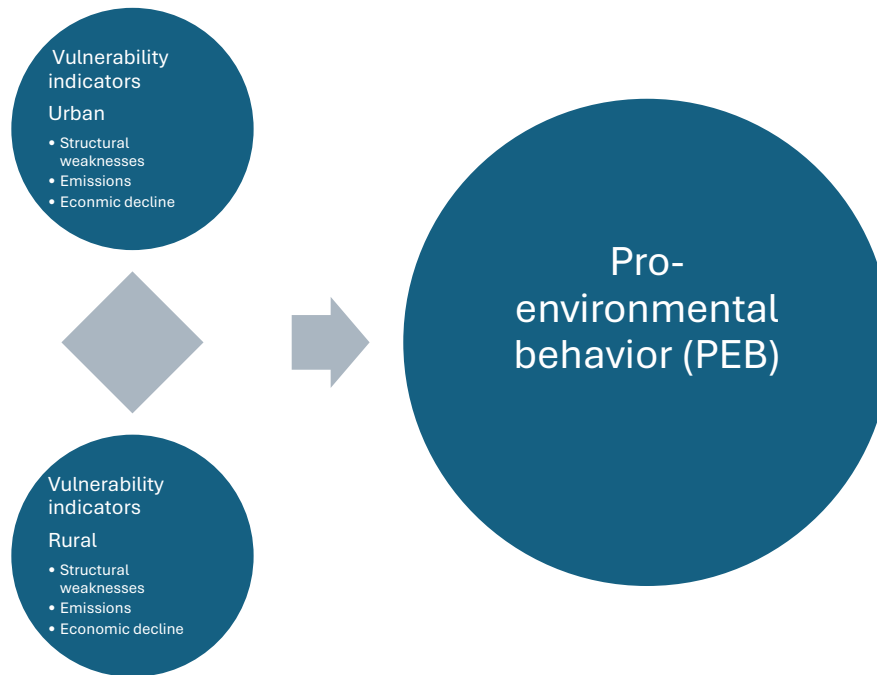 Vulnerability
indicators
Urban
• Structural
weaknesses
• Emissions
• Econmic decline
Pro-
environmental
behavior (PEB)
Vulnerability
indicators
Rural
• Structural
weaknesses
• Emissions
• Economic decline